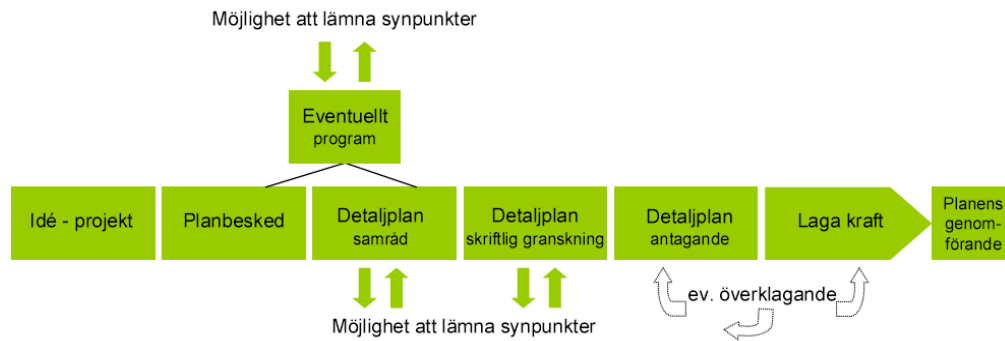 Möjlighet att lämna synpunkter
Eventuellt
program
Idé - projekt
Planbesked
Detaljplan
samråd
Detaljplan
skriftlig granskning
Detaljplan
antagande
Laga kraft
Planens
genom-
förande
ev. överklagande
Möjlighet att lämna synpunkter